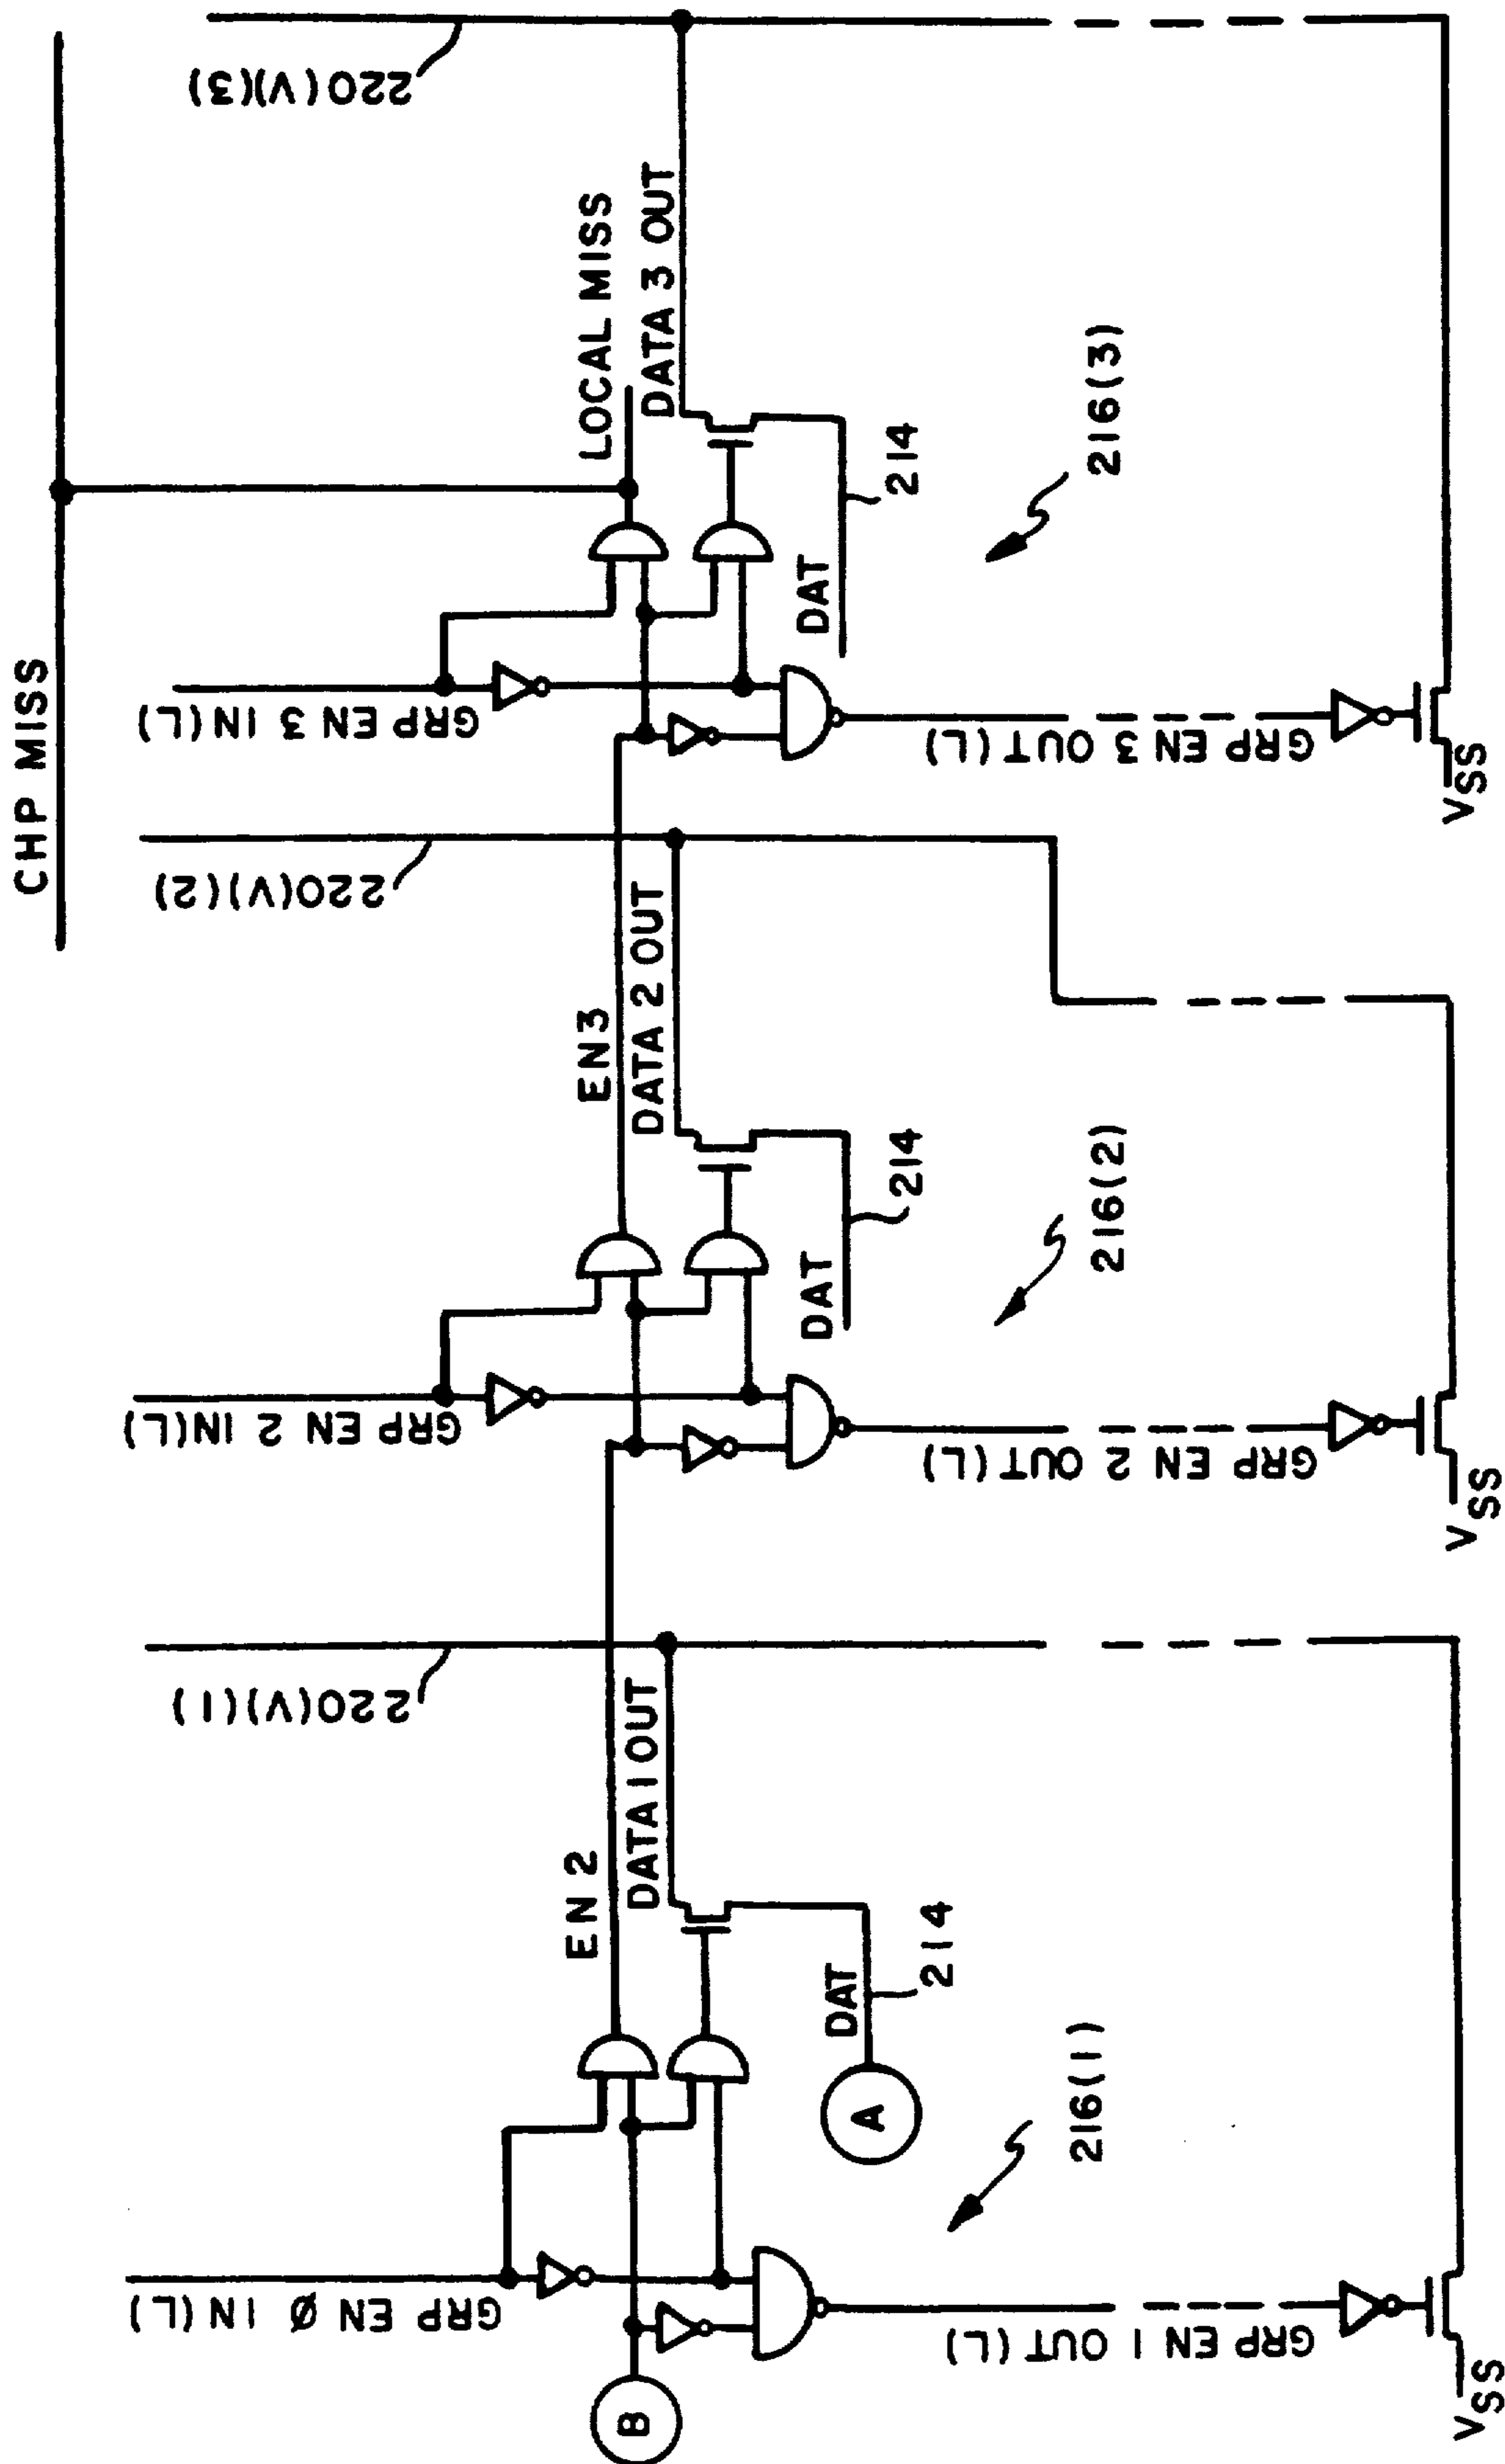 CHP MISS
220(V)(3)
LOCAL MISS
DATA 3 OUT
GRP EN 3 IN(L)
DAT
214
216(3)
GRP EN 3 OUT(L)
VSS
220(V)(2)
EN3
DATA 2 OUT
GRP EN 2 IN(L)
DAT
214
216(2)
GRP EN 2 OUT(L)
VSS
220(V)(1)
EN 2
DATA 1 OUT
GRP EN Ø IN(L)
DAT
214
A
216(1)
B
GRP EN 1 OUT(L)
VSS